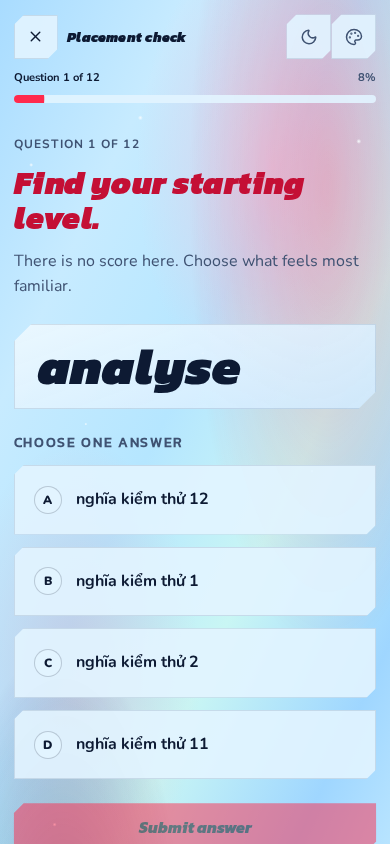 Placement check
Question 1 of 12
8%
QUESTION 1 OF 12
Find your starting
level.
There is no score here. Choose what feels most
familiar.
analyse
CHOOSE ONE ANSWER
A nghĩa kiểm thử 12
B nghĩa kiểm thử 1
C nghĩa kiểm thử 2
D nghĩa kiểm thử 11
Submit answer